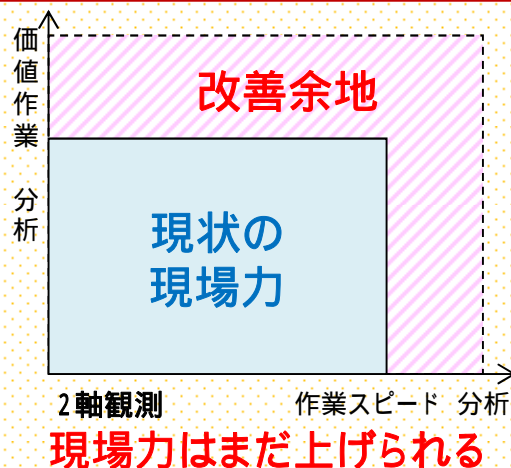 価値作業 分析
改善余地
現状の
現場力
2軸観測
作業スピード 分析
現場力はまだ上げられる